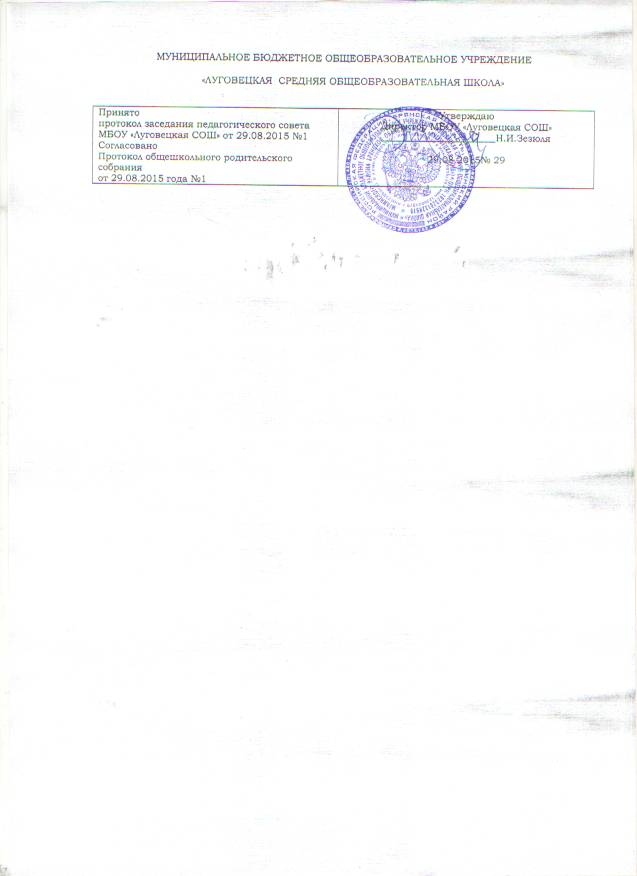 МУНИЦИПАЛЬНОЕ БЮДЖЕТНОЕ ОБЩЕОБРАЗОВАТЕЛЬНОЕ УЧРЕЖДЕНИЕ
«ЛУГОВЕЦКАЯ СРЕДНЯЯ ОБЩЕОБРАЗОВАТЕЛЬНАЯ ШКОЛА»
Принято
протокол заседания педагогического совета
МБОУ «Луговецкая СОШ» от 29.08.2015 №1
Согласовано
Протокол общешкольного родительского
собрания
от 29.08.2015 года №1
Утверждаю
Директор МБОУ «Луговецкая СОШ»
Н.И.Зезюля
29.08.2015№ 29